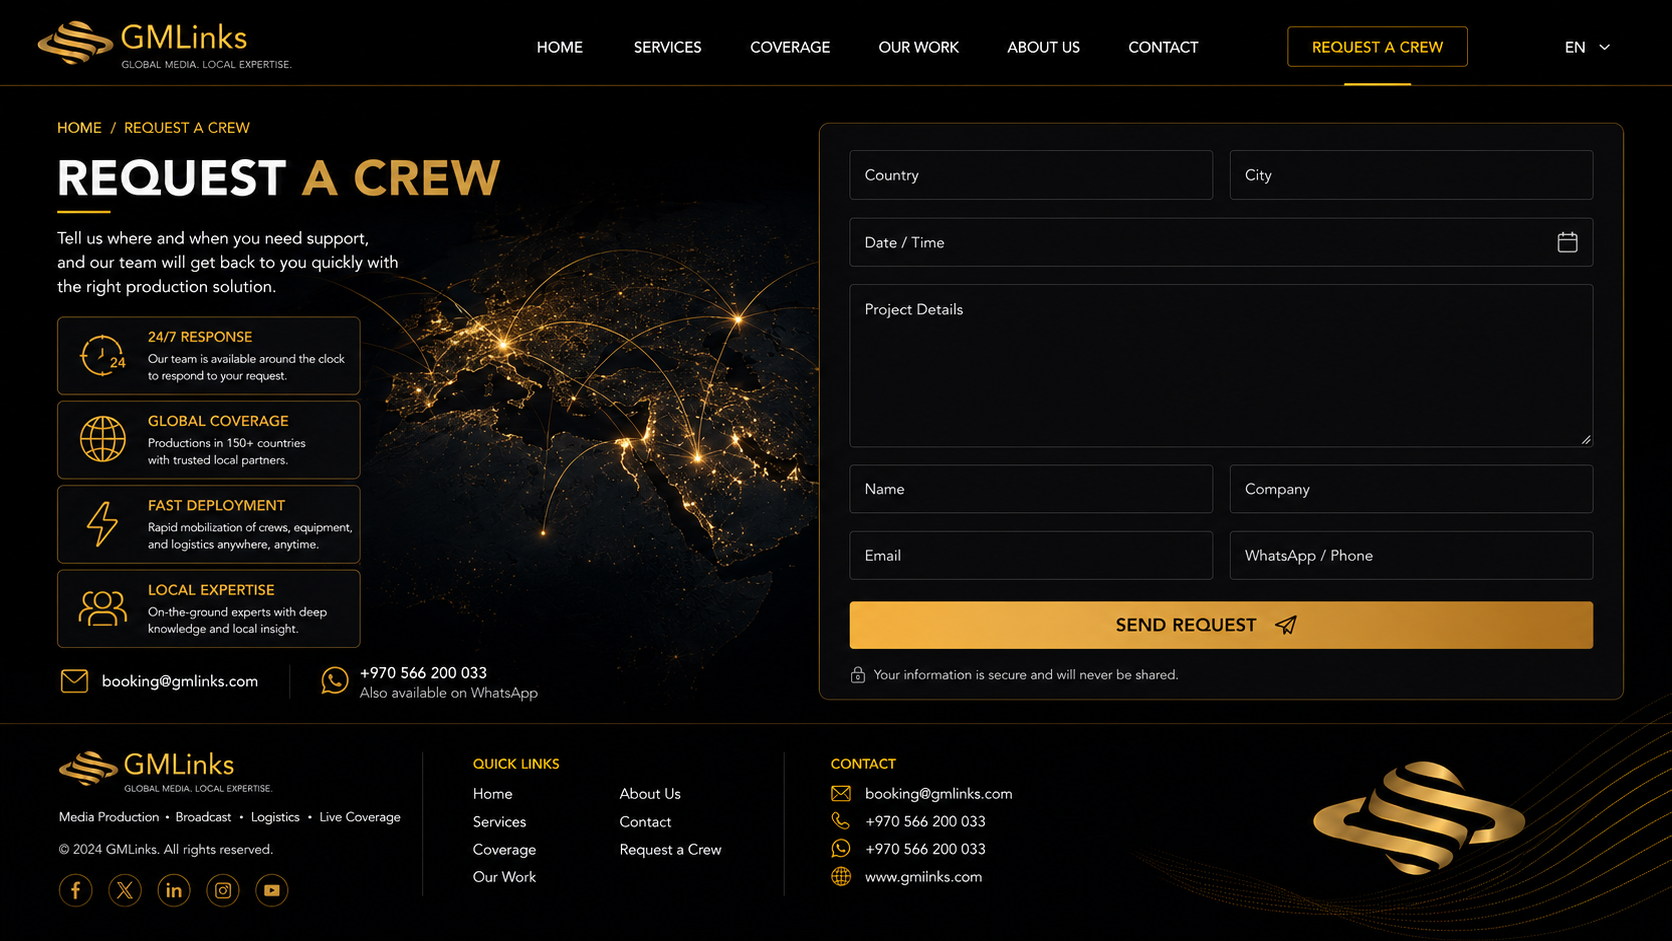 GMLinks
GLOBAL MEDIA. LOCAL EXPERTISE.
HOME
SERVICES
COVERAGE
OUR WORK
ABOUT US
CONTACT
REQUEST A CREW
EN
HOME / REQUEST A CREW
REQUEST A CREW
Tell us where and when you need support,
and our team will get back to you quickly with
the right production solution.
24
24/7 RESPONSE
Our team is available around the clock
to respond to your request.
GLOBAL COVERAGE
Productions in 150+ countries
with trusted local partners.
FAST DEPLOYMENT
Rapid mobilization of crews, equipment,
and logistics anywhere, anytime.
LOCAL EXPERTISE
On-the-ground experts with deep
knowledge and local insight.
booking@gmlinks.com
+970 566 200 033
Also available on WhatsApp
Country
City
Date / Time
Project Details
Name
Company
Email
WhatsApp / Phone
SEND REQUEST
Your information is secure and will never be shared.
GMLinks
GLOBAL MEDIA. LOCAL EXPERTISE.
Media Production • Broadcast • Logistics • Live Coverage
© 2024 GMLinks. All rights reserved.
QUICK LINKS
Home
Services
Coverage
Our Work
About Us
Contact
Request a Crew
CONTACT
booking@gmlinks.com
+970 566 200 033
+970 566 200 033
www.gmilnks.com